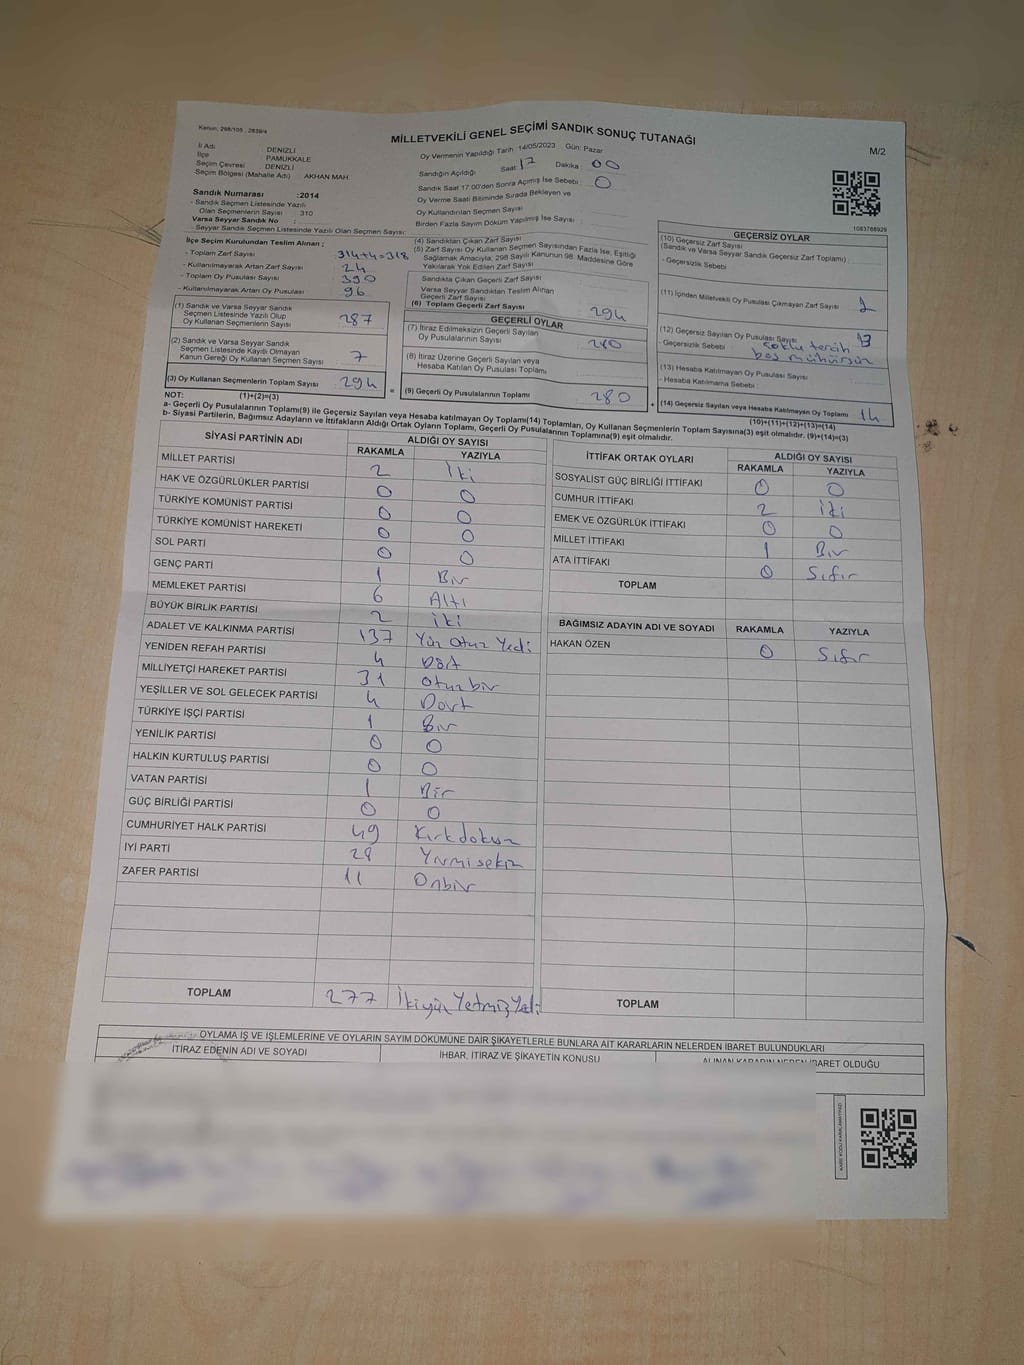 Kanun, 298/105 , 2839/4
MİLLETVEKİLİ GENEL SEÇİMİ SANDIK SONUÇ TUTANAĞI
M/2
İl Adı : DENİZLİ
İlçe : PAMUKKALE
Seçim Çevresi : DENİZLİ
Seçim Bölgesi (Mahalle Adı) : AKHAN MAH.
Sandık Numarası : 2014
- Sandık Seçmen Listesinde Yazılı
Olan Seçmenlerin Sayısı : 310
Varsa Seyyar Sandık No :
Seyyar Sandık Seçmen Listesinde Yazılı Olan Seçmen Sayısı:
Oy Vermenin Yapıldığı Tarih : 14/05/2023 Gün: Pazar
Sandığın Açıldığı Saat 17 Dakika 00
Sandık Saat 17:00'den Sonra Açılmış İse Sebebi : 0
Oy Verme Saati Bitiminde Sırada Bekleyen ve
Oy Kullandırılan Seçmen Sayısı
Birden Fazla Sayım Döküm Yapılmış İse Sayısı :
1083788929
İlçe Seçim Kurulundan Teslim Alınan :
- Toplam Zarf Sayısı : 314+4=318
- Kullanılmayarak Artan Zarf Sayısı : 24
- Toplam Oy Pusulası Sayısı : 390
- Kullanılmayarak Artan Oy Pusulası : 96
(1) Sandık ve Varsa Seyyar Sandık
Seçmen Listesinde Yazılı Olup
Oy Kullanan Seçmenlerin Sayısı : 287
(2) Sandık ve Varsa Seyyar Sandık
Seçmen Listesinde Kayıtlı Olmayan
Kanun Gereği Oy Kullanan Seçmen Sayısı : 7
(3) Oy Kullanan Seçmenlerin Toplam Sayısı : 294
(1)+(2)=(3)
(4) Sandıktan Çıkan Zarf Sayısı
(5) Zarf Sayısı Oy Kullanan Seçmen Sayısından Fazla İse, Eşitliği
Sağlamak Amacıyla, 298 Sayılı Kanunun 98. Maddesine Göre
Yakılarak Yok Edilen Zarf Sayısı :
Sandıkta Çıkan Geçerli Zarf Sayısı :
Varsa Seyyar Sandıktan Teslim Alınan
Geçerli Zarf Sayısı
(6) Toplam Geçerli Zarf Sayısı : 294
GEÇERLİ OYLAR
(7) İtiraz Edilmeksizin Geçerli Sayılan
Oy Pusulalarının Sayısı : 280
(8) İtiraz Üzerine Geçerli Sayılan veya
Hesaba Katılan Oy Pusulası Toplamı :
(9) Geçerli Oy Pusulalarının Toplamı : 280
GEÇERSİZ OYLAR
(10) Geçersiz Zarf Sayısı
(Sandık ve Varsa Seyyar Sandık Geçersiz Zarf Toplamı) :
- Geçersizlik Sebebi :
(11) İçinden Milletvekili Oy Pusulası Çıkmayan Zarf Sayısı : 1
(12) Geçersiz Sayılan Oy Pusulası Sayısı : 13
- Geçersizlik Sebebi : çoklu tercih
boş mühürsüz
(13) Hesaba Katılmayan Oy Pusulası Sayısı :
- Hesaba Katılmama Sebebi :
(14) Geçersiz Sayılan veya Hesaba Katılmayan Oy Toplamı : 14
(10)+(11)+(12)+(13)=(14)
NOT:
a- Geçerli Oy Pusulalarının Toplamı(9) ile Geçersiz Sayılan veya Hesaba katılmayan Oy Toplamı(14) Toplamları, Oy Kullanan Seçmenlerin Toplam Sayısına(3) eşit olmalıdır. (9)+(14)=(3)
b- Siyasi Partilerin, Bağımsız Adayların ve İttifakların Aldığı Ortak Oyların Toplamı, Geçerli Oy Pusulalarının Toplamına(9) eşit olmalıdır.
SİYASİ PARTİNİN ADI ALDIĞI OY SAYISI
RAKAMLA YAZIYLA
MİLLET PARTİSİ 2 İki
HAK VE ÖZGÜRLÜKLER PARTİSİ 0 0
TÜRKİYE KOMÜNİST PARTİSİ 0 0
TÜRKİYE KOMÜNİST HAREKETİ 0 0
SOL PARTİ 0 0
GENÇ PARTİ 1 Bir
MEMLEKET PARTİSİ 6 Altı
BÜYÜK BİRLİK PARTİSİ 2 iki
ADALET VE KALKINMA PARTİSİ 137 Yüz Otuz Yedi
YENİDEN REFAH PARTİSİ 4 Dört
MİLLİYETÇİ HAREKET PARTİSİ 31 Otuzbir
YEŞİLLER VE SOL GELECEK PARTİSİ 4 Dört
TÜRKİYE İŞÇİ PARTİSİ 1 Bir
YENİLİK PARTİSİ 0 0
HALKIN KURTULUŞ PARTİSİ 0 0
VATAN PARTİSİ 1 Bir
GÜÇ BİRLİĞİ PARTİSİ 0 0
CUMHURİYET HALK PARTİSİ 49 Kırkdokuz
İYİ PARTİ 28 Yirmisekiz
ZAFER PARTİSİ 11 Onbir
TOPLAM 277 İkiyüz Yetmiş Yedi
İTTİFAK ORTAK OYLARI ALDIĞI OY SAYISI
RAKAMLA YAZIYLA
SOSYALİST GÜÇ BİRLİĞİ İTTİFAKI 0 0
CUMHUR İTTİFAKI 2 İki
EMEK VE ÖZGÜRLÜK İTTİFAKI 0 0
MİLLET İTTİFAKI 1 Bir
ATA İTTİFAKI 0 Sıfır
TOPLAM
BAĞIMSIZ ADAYIN ADI VE SOYADI RAKAMLA YAZIYLA
HAKAN ÖZEN 0 Sıfır
TOPLAM
OYLAMA İŞ VE İŞLEMLERİNE VE OYLARIN SAYIM DÖKÜMÜNE DAİR ŞİKAYETLERLE BUNLARA AİT KARARLARIN NELERDEN İBARET BULUNDUKLARI
İTİRAZ EDENİN ADI VE SOYADI İHBAR, İTİRAZ VE ŞİKAYETİN KONUSU ALINAN KARARIN NEDEN İBARET OLDUĞU